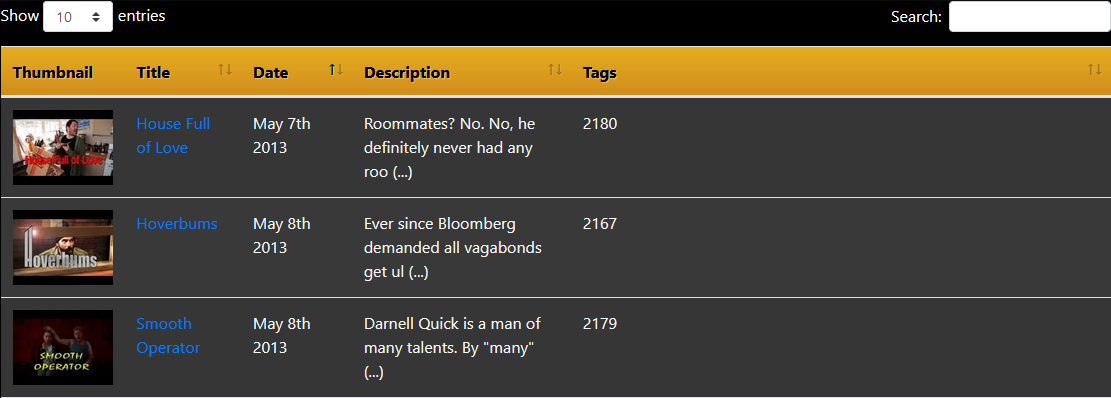 Show 10 entries Search:
Thumbnail Title Date Description Tags
House Full of Love
House Full
of Love
May 7th
2013
Roommates? No. No, he
definitely never had any
roo (...)
2180
Hoverbums
Hoverbums
May 8th
2013
Ever since Bloomberg
demanded all vagabonds
get ul (...)
2167
SMOOTH
OPERATOR
Smooth
Operator
May 8th
2013
Darnell Quick is a man of
many talents. By "many"
(...)
2179